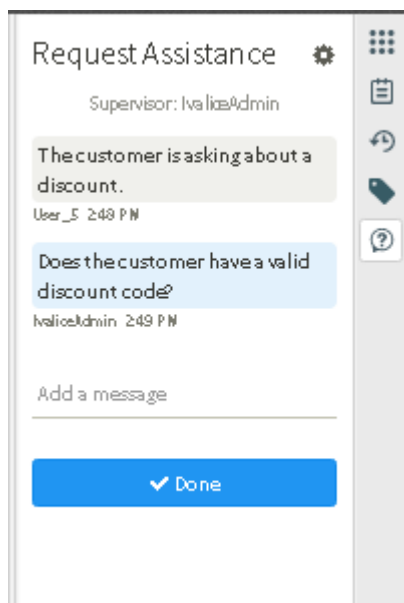 Request Assistance
Supervisor: IvaliceAdmin
The customer is asking about a
discount.
User_5 2:48 PM
Does the customer have a valid
discount code?
IvaliceAdmin 2:49 PM
Add a message
Done